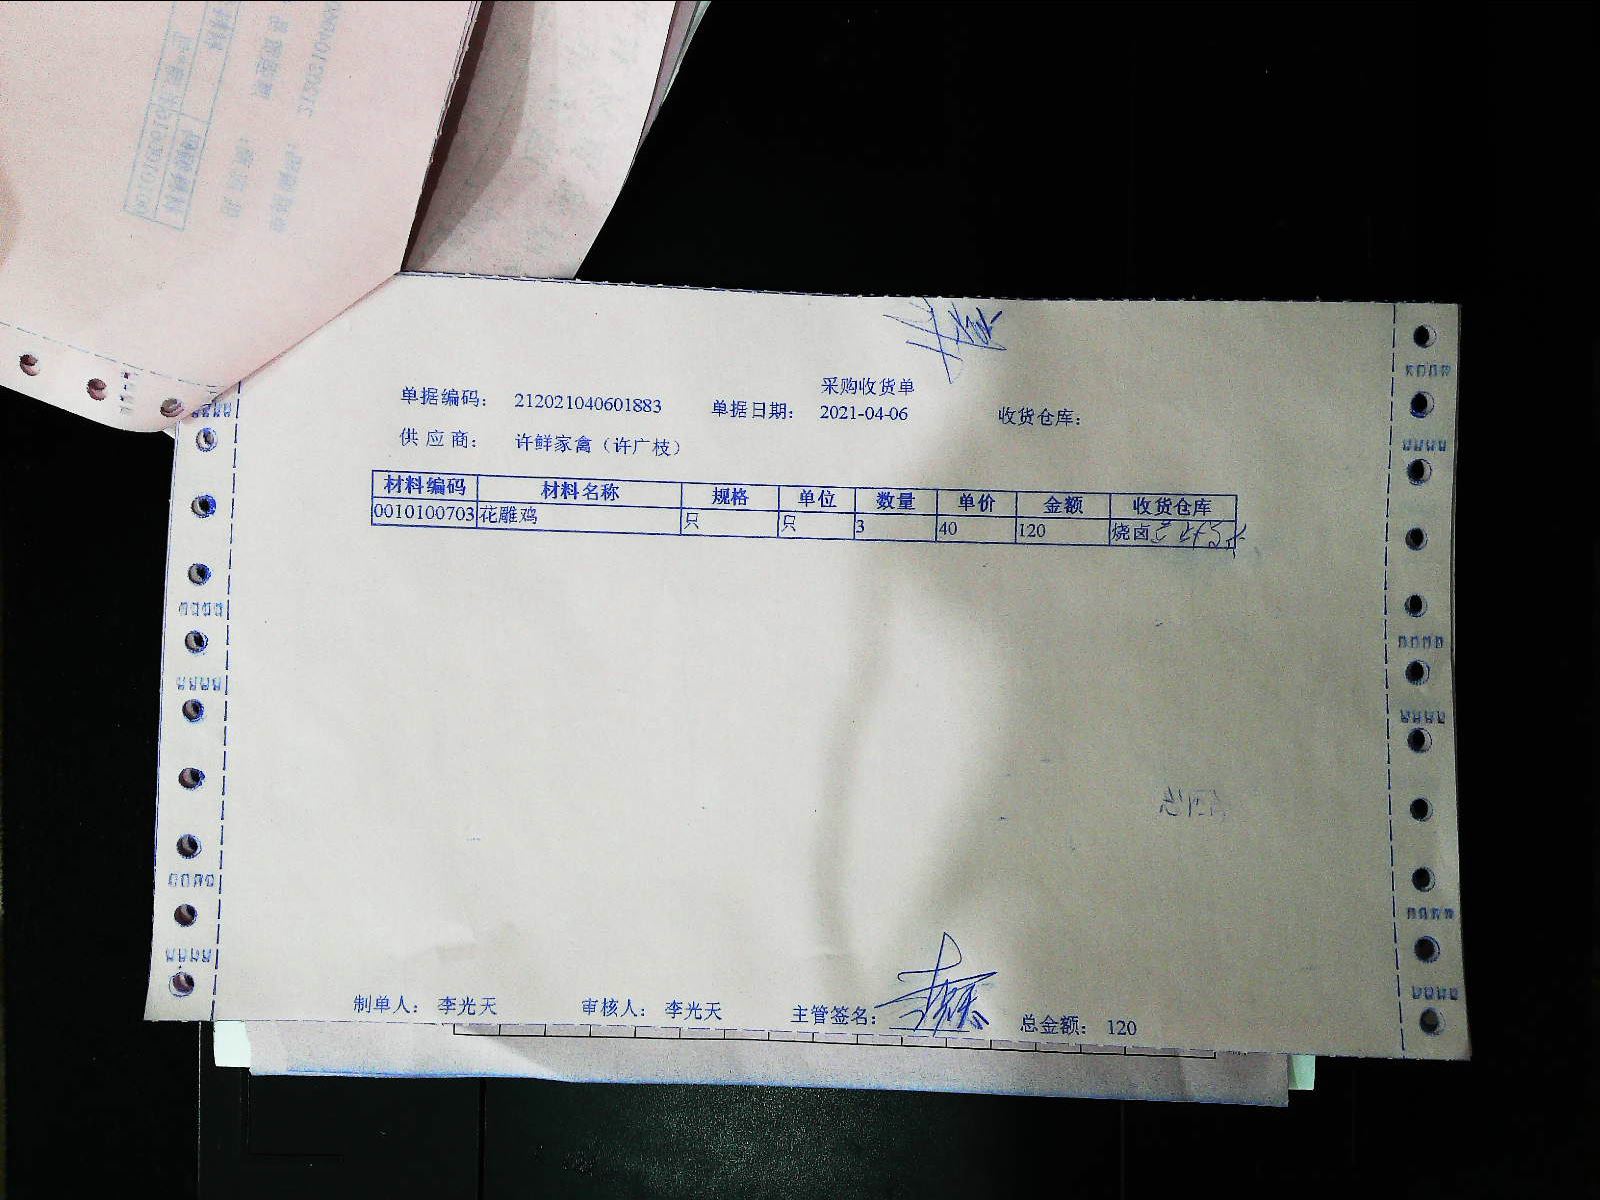 采购收货单
单据编码： 212021040601883 单据日期： 2021-04-06 收货仓库：
供 应 商： 许鲜家禽（许广枝）
材料编码 材料名称 规格 单位 数量 单价 金额 收货仓库
0010100703 花雕鸡 只 只 3 40 120 烧卤
制单人： 李光天 审核人： 李光天 主管签名： 总金额： 120